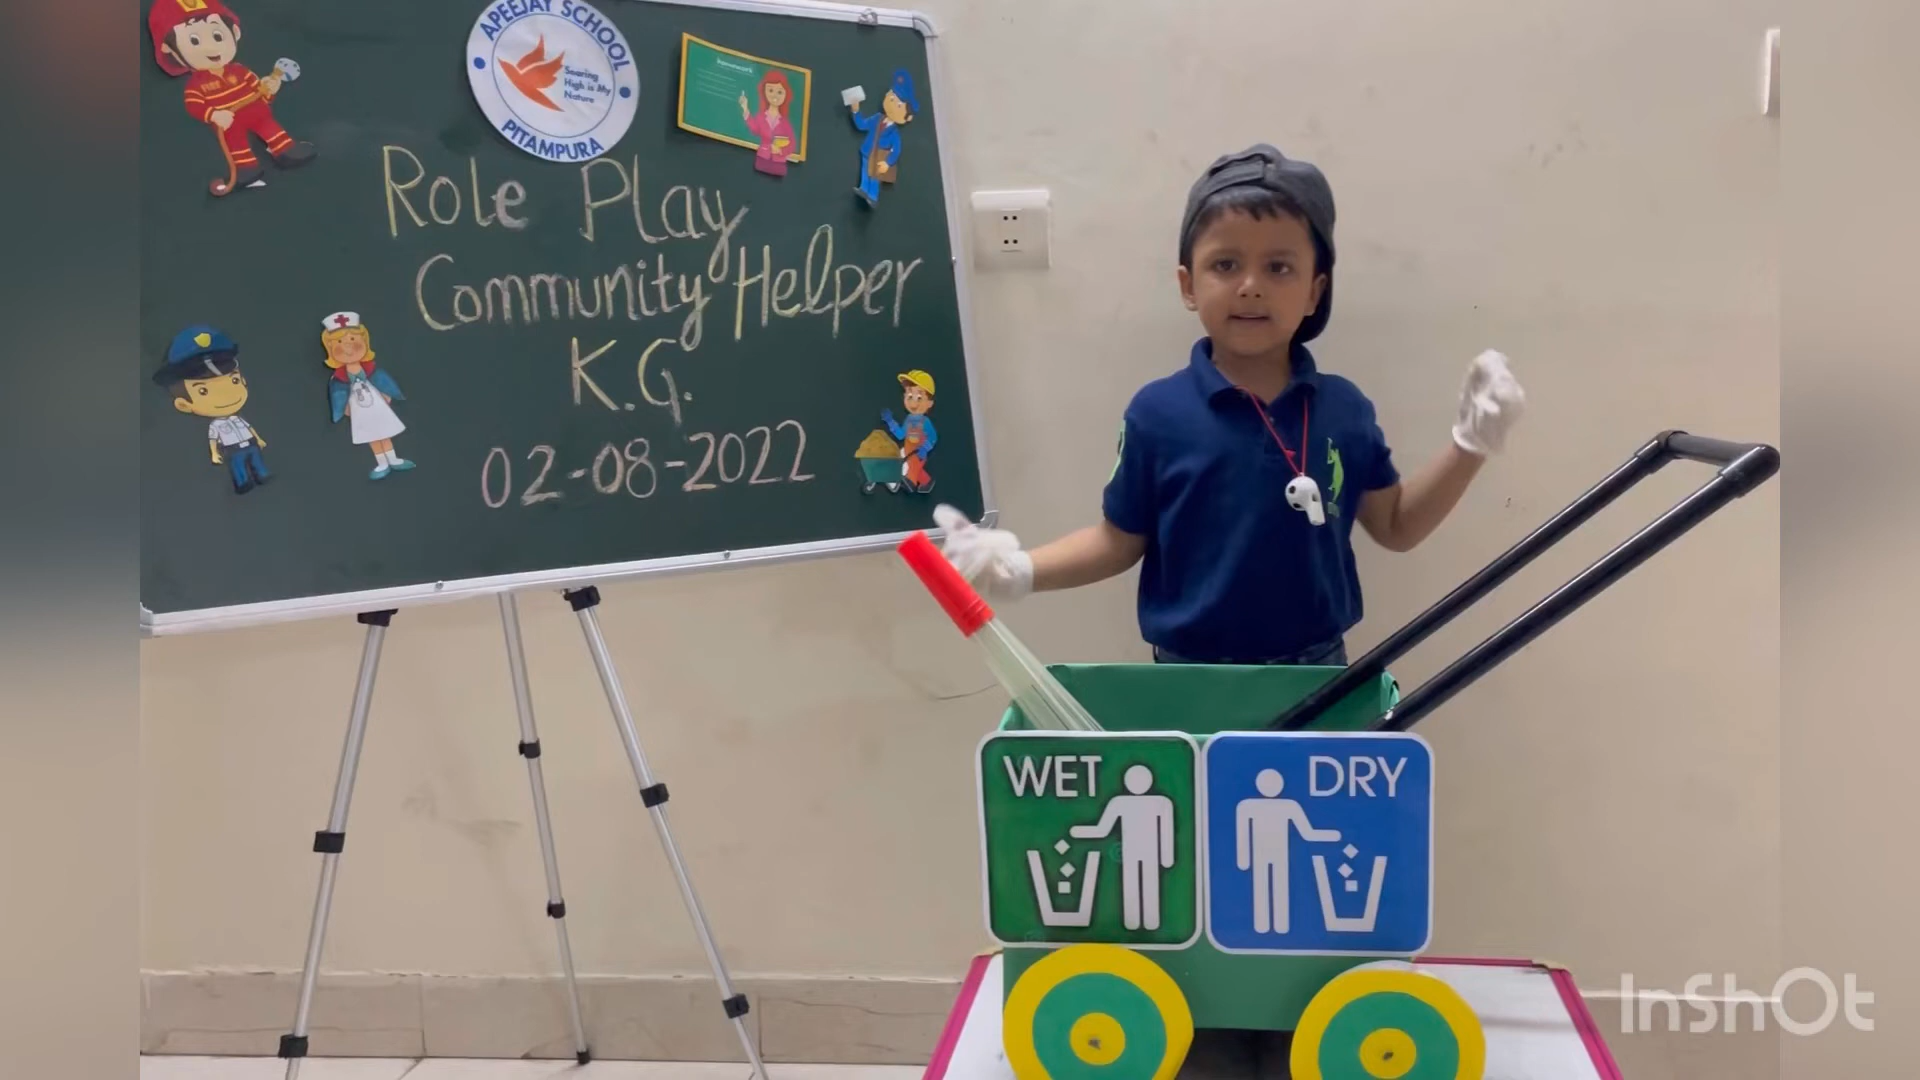 APEEJAY SCHOOL
Soaring
High is My
Nature
PITAMPURA
Role Play
Community Helper
K.G.
02-08-2022
WET
DRY
InShOt